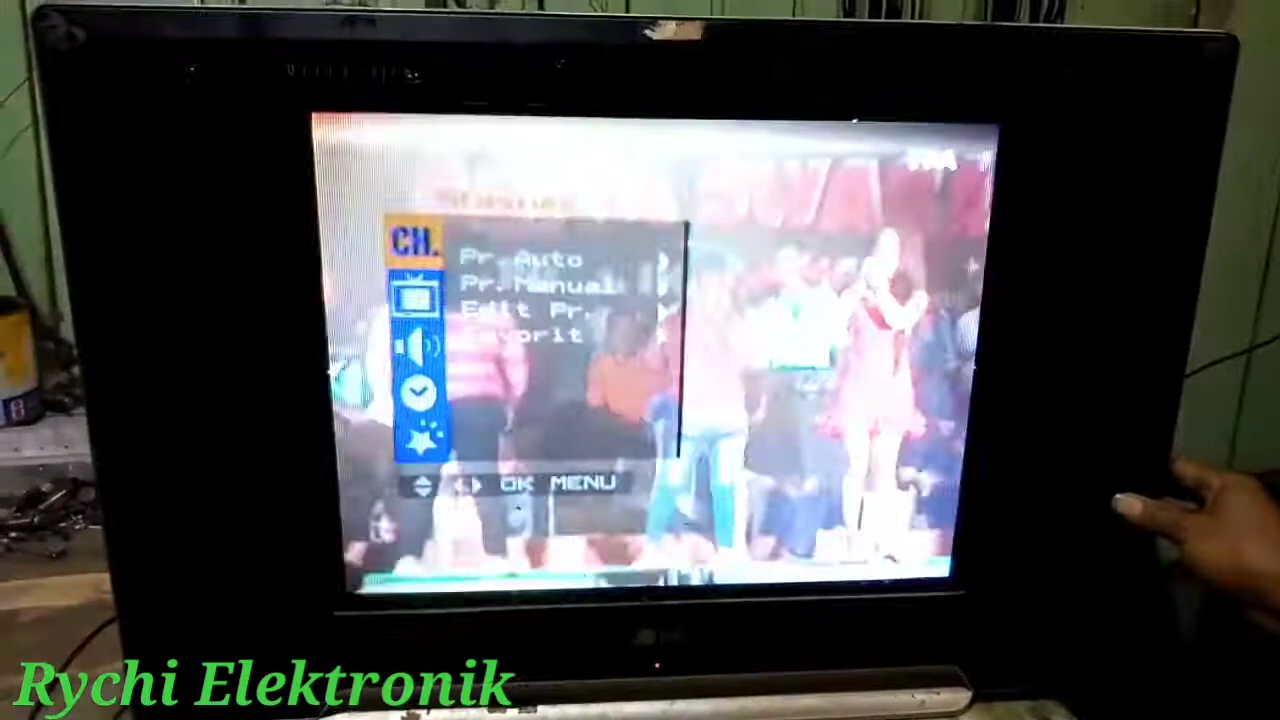 CH.
Pr.Auto
Pr.Manual
Edit Pr.
OK MENU
Rychi Elektronik